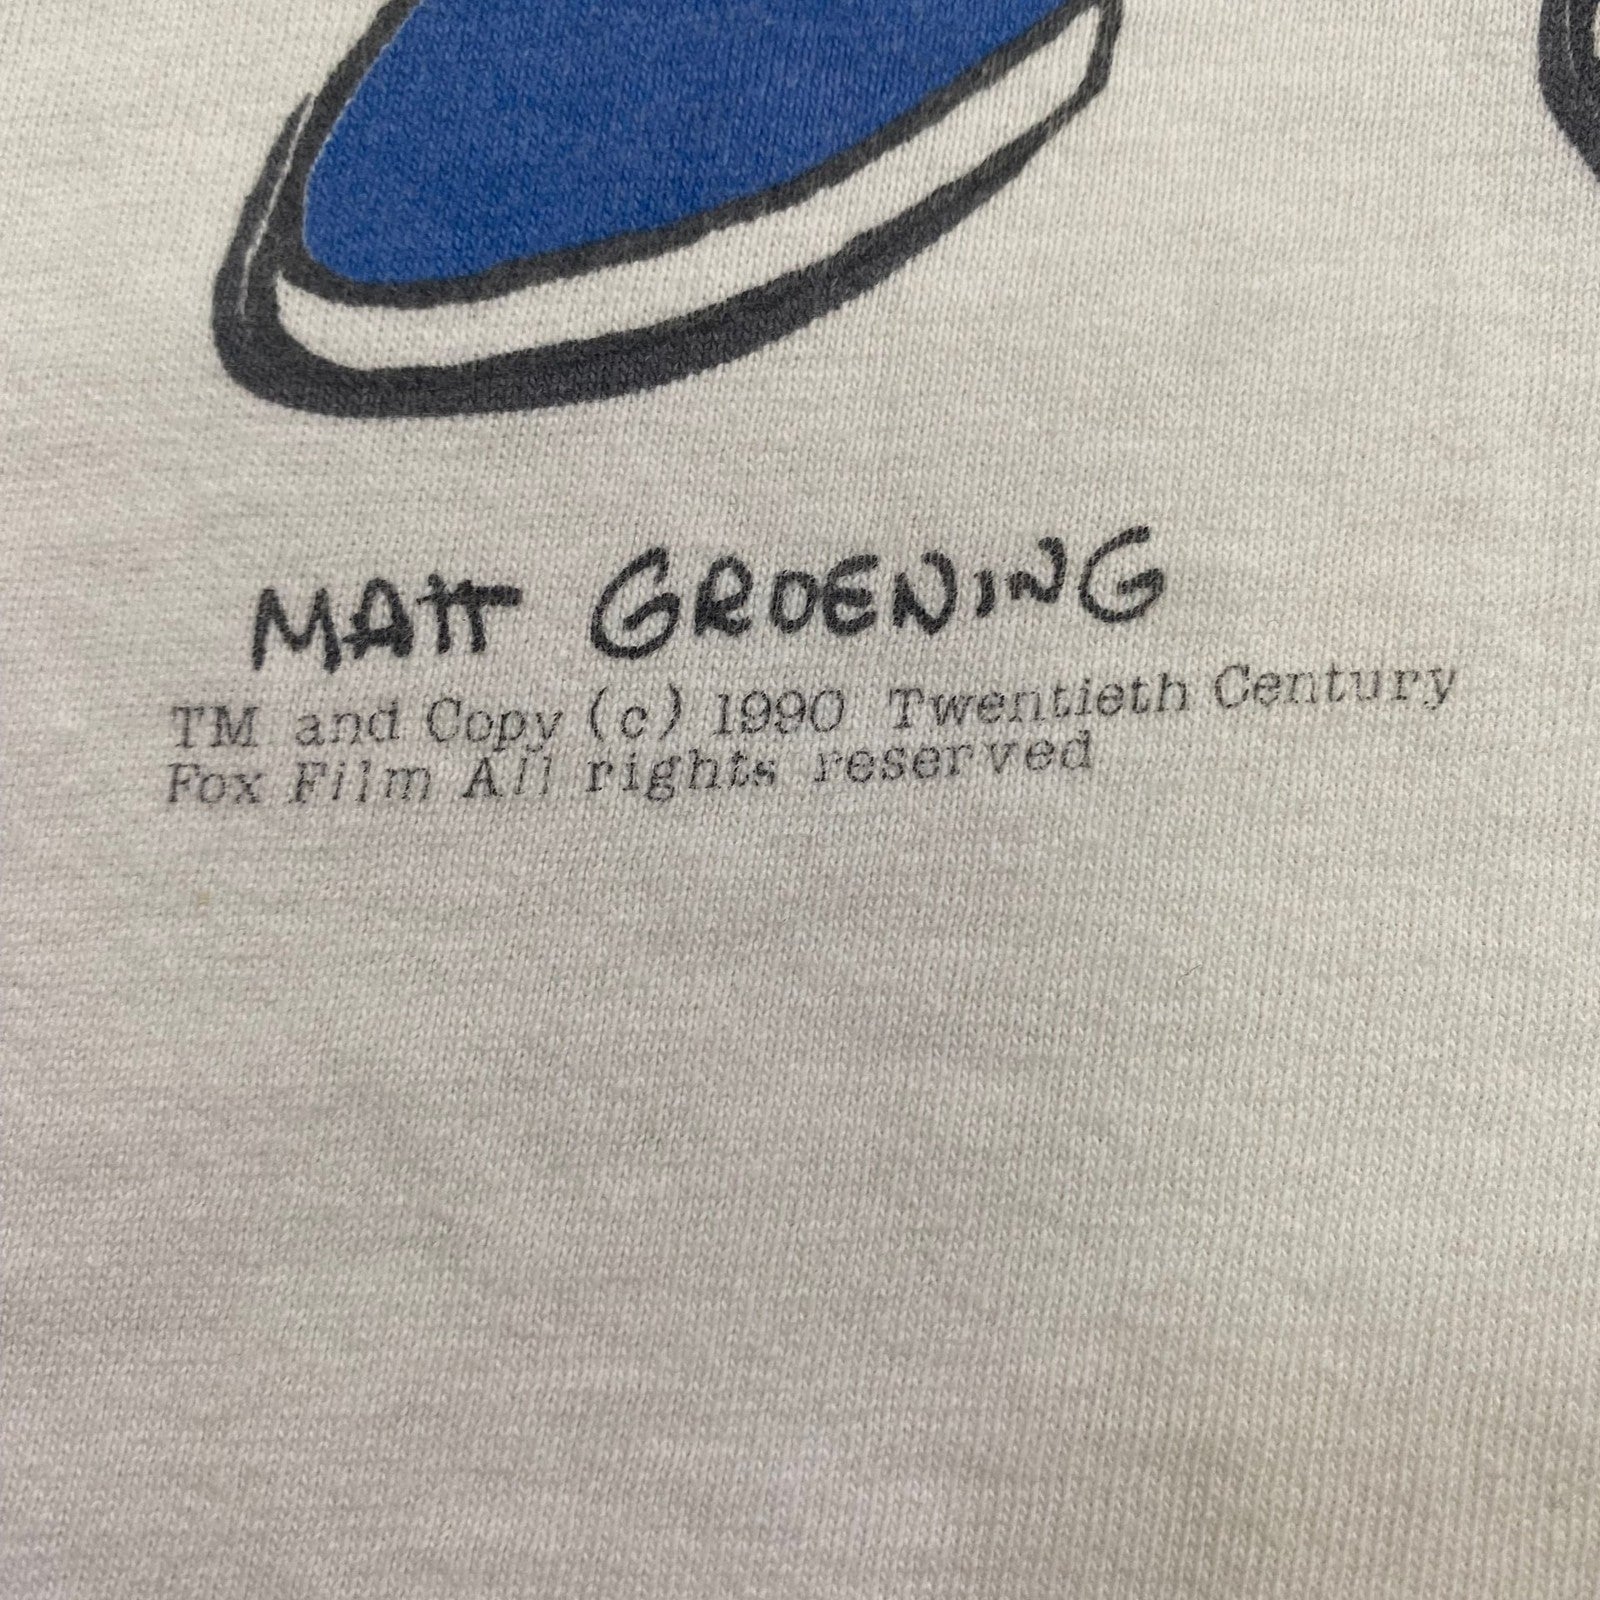 MATT GROENING
TM and Copy (c) 1990 Twentieth Century
Fox Film All rights reserved